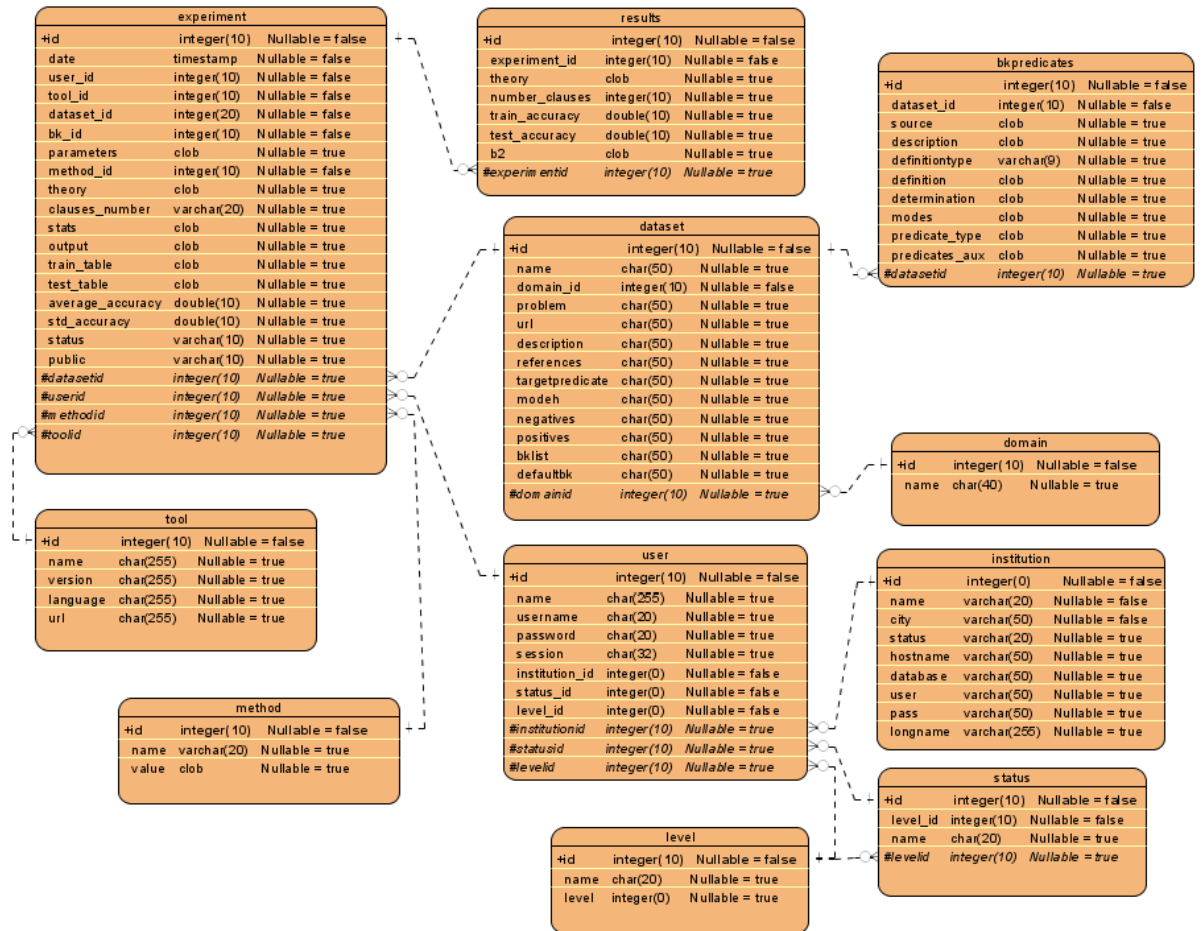 experiment
+id integer(10) Nullable = false
date timestamp Nullable = false
user_id integer(10) Nullable = false
tool_id integer(10) Nullable = false
dataset_id integer(20) Nullable = false
bk_id integer(10) Nullable = false
parameters clob Nullable = true
method_id integer(10) Nullable = false
theory clob Nullable = true
clauses_number varchar(20) Nullable = true
stats clob Nullable = true
output clob Nullable = true
train_table clob Nullable = true
test_table clob Nullable = true
average_accuracy double(10) Nullable = true
std_accuracy double(10) Nullable = true
status varchar(10) Nullable = true
public varchar(10) Nullable = true
#datasetid integer(10) Nullable = true
#userid integer(10) Nullable = true
#methodid integer(10) Nullable = true
#toolid integer(10) Nullable = true
results
+id integer(10) Nullable = false
experiment_id integer(10) Nullable = false
theory clob Nullable = true
number_clauses integer(10) Nullable = true
train_accuracy double(10) Nullable = true
test_accuracy double(10) Nullable = true
b2 clob Nullable = true
#experimentid integer(10) Nullable = true
bkpredicates
+id integer(10) Nullable = false
dataset_id integer(10) Nullable = false
source clob Nullable = true
description clob Nullable = true
definitiontype varchar(9) Nullable = true
definition clob Nullable = true
determination clob Nullable = true
modes clob Nullable = true
predicate_type clob Nullable = true
predicates_aux clob Nullable = true
#datasetid integer(10) Nullable = true
dataset
+id integer(10) Nullable = false
name char(50) Nullable = true
domain_id integer(10) Nullable = false
problem char(50) Nullable = true
url char(50) Nullable = true
description char(50) Nullable = true
references char(50) Nullable = true
targetpredicate char(50) Nullable = true
modeh char(50) Nullable = true
negatives char(50) Nullable = true
positives char(50) Nullable = true
bklist char(50) Nullable = true
defaultbk char(50) Nullable = true
#domainid integer(10) Nullable = true
domain
+id integer(10) Nullable = false
name char(40) Nullable = true
tool
+id integer(10) Nullable = false
name char(255) Nullable = true
version char(255) Nullable = true
language char(255) Nullable = true
url char(255) Nullable = true
user
+id integer(10) Nullable = false
name char(255) Nullable = true
username char(20) Nullable = true
password char(20) Nullable = true
session char(32) Nullable = true
institution_id integer(0) Nullable = false
status_id integer(0) Nullable = false
level_id integer(0) Nullable = false
#institutionid integer(10) Nullable = true
#statusid integer(10) Nullable = true
#levelid integer(10) Nullable = true
institution
+id integer(0) Nullable = false
name varchar(20) Nullable = false
city varchar(50) Nullable = false
status varchar(20) Nullable = true
hostname varchar(50) Nullable = true
database varchar(50) Nullable = true
user varchar(50) Nullable = true
pass varchar(50) Nullable = true
longname varchar(255) Nullable = true
method
+id integer(10) Nullable = false
name varchar(20) Nullable = true
value clob Nullable = true
status
+id integer(10) Nullable = false
level_id integer(10) Nullable = false
name char(20) Nullable = true
#levelid integer(10) Nullable = true
level
+id integer(10) Nullable = false
name char(20) Nullable = true
level integer(0) Nullable = true